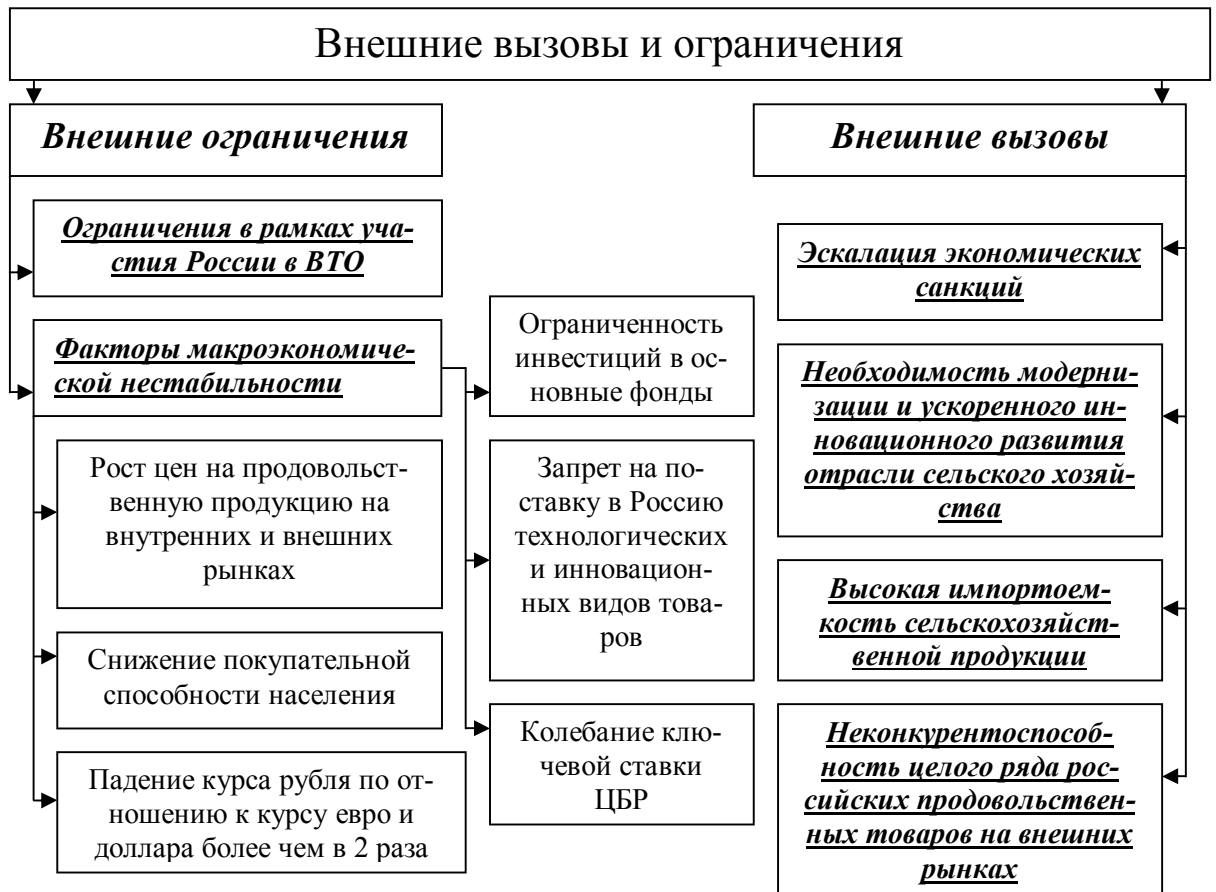 Внешние вызовы и ограничения
Внешние ограничения
Ограничения в рамках уча-
стия России в ВТО
Факторы макроэкономиче-
ской нестабильности
Рост цен на продовольст-
венную продукцию на
внутренних и внешних
рынках
Снижение покупательной
способности населения
Падение курса рубля по от-
ношению к курсу евро и
доллара более чем в 2 раза
Ограниченность
инвестиций в ос-
новные фонды
Запрет на по-
ставку в Россию
технологических
и инновацион-
ных видов това-
ров
Колебание клю-
чевой ставки
ЦБР
Внешние вызовы
Эскалация экономических
санкций
Необходимость модерни-
зации и ускоренного ин-
новационного развития
отрасли сельского хозяй-
ства
Высокая импортоем-
кость сельскохозяйст-
венной продукции
Неконкурентоспособ-
ность целого ряда рос-
сийских продовольствен-
ных товаров на внешних
рынках